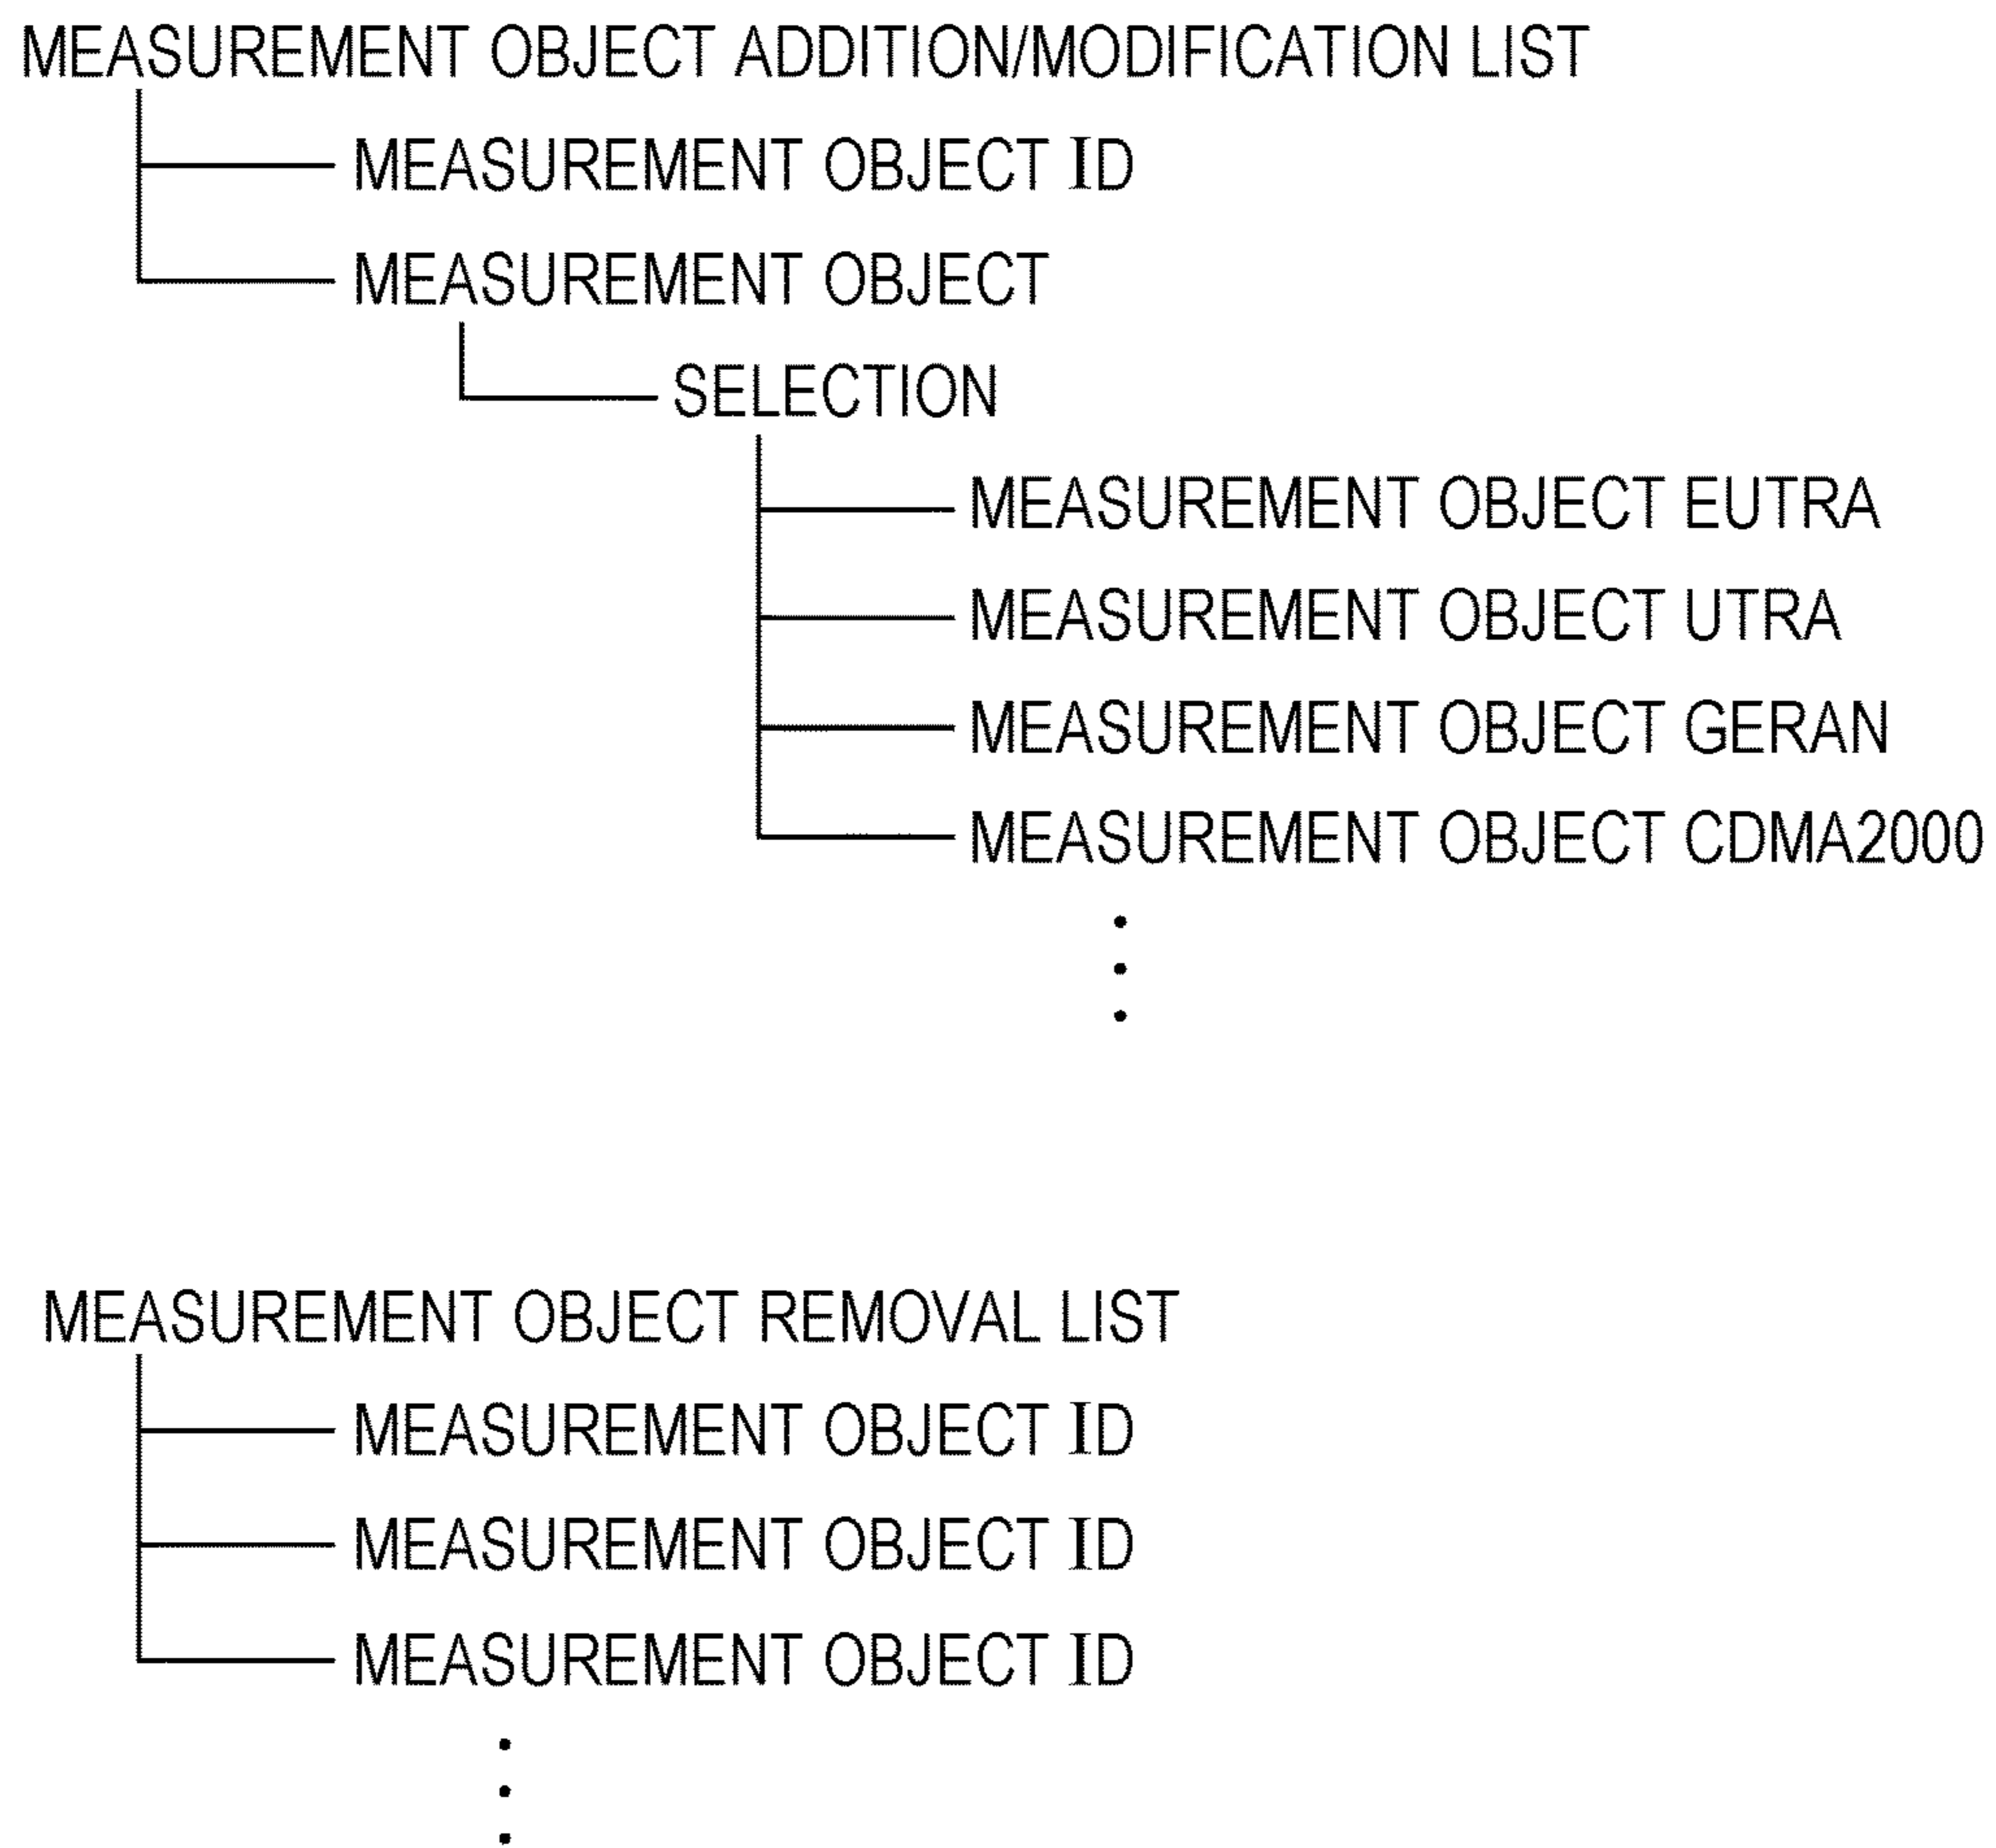 MEASUREMENT OBJECT ADDITION/MODIFICATION LIST
MEASUREMENT OBJECT ID
MEASUREMENT OBJECT
SELECTION
MEASUREMENT OBJECT EUTRA
MEASUREMENT OBJECT UTRA
MEASUREMENT OBJECT GERAN
MEASUREMENT OBJECT CDMA2000
MEASUREMENT OBJECT REMOVAL LIST
MEASUREMENT OBJECT ID
MEASUREMENT OBJECT ID
MEASUREMENT OBJECT ID